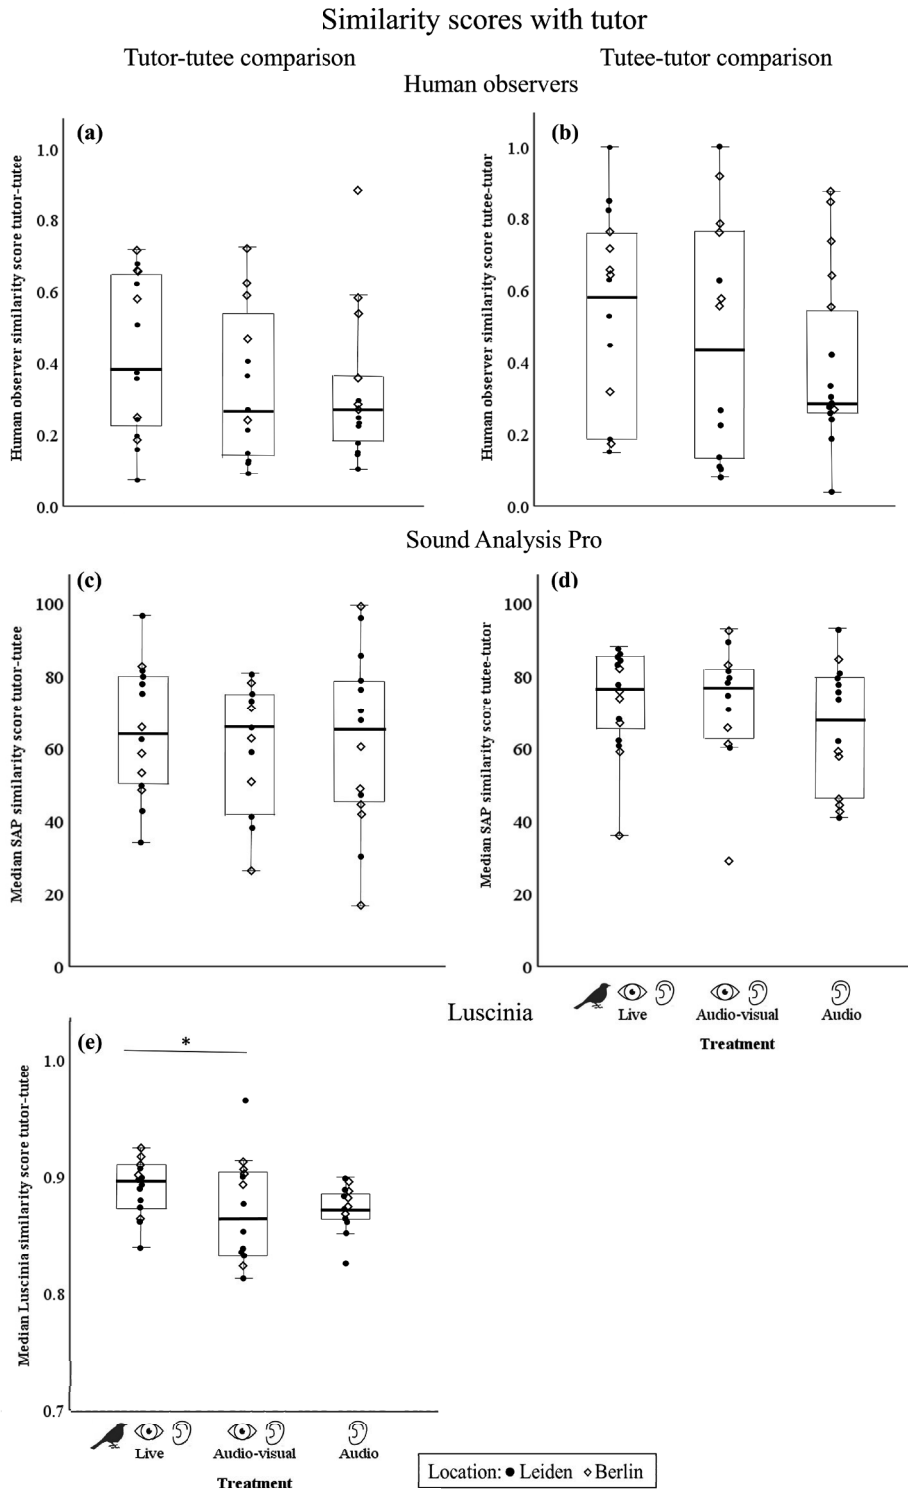 Similarity scores with tutor
Tutor-tutee comparison
Tutee-tutor comparison
Human observers
(a)
Human observer similarity score tutor-tutee
1.0
0.8
0.6
0.4
0.2
0.0
(b)
Human observer similarity score tutee-tutor
1.0
0.8
0.6
0.4
0.2
0.0
Sound Analysis Pro
(c)
Median SAP similarity score tutor-tutee
100
80
60
40
20
0
(d)
Median SAP similarity score tutee-tutor
100
80
60
40
20
0
Live
Audio-visual
Audio
Treatment
Luscinia
(e)
*
Median Luscinia similarity score tutor-tutee
1.0
0.9
0.8
0.7
Live
Audio-visual
Audio
Treatment
Location: Leiden Berlin